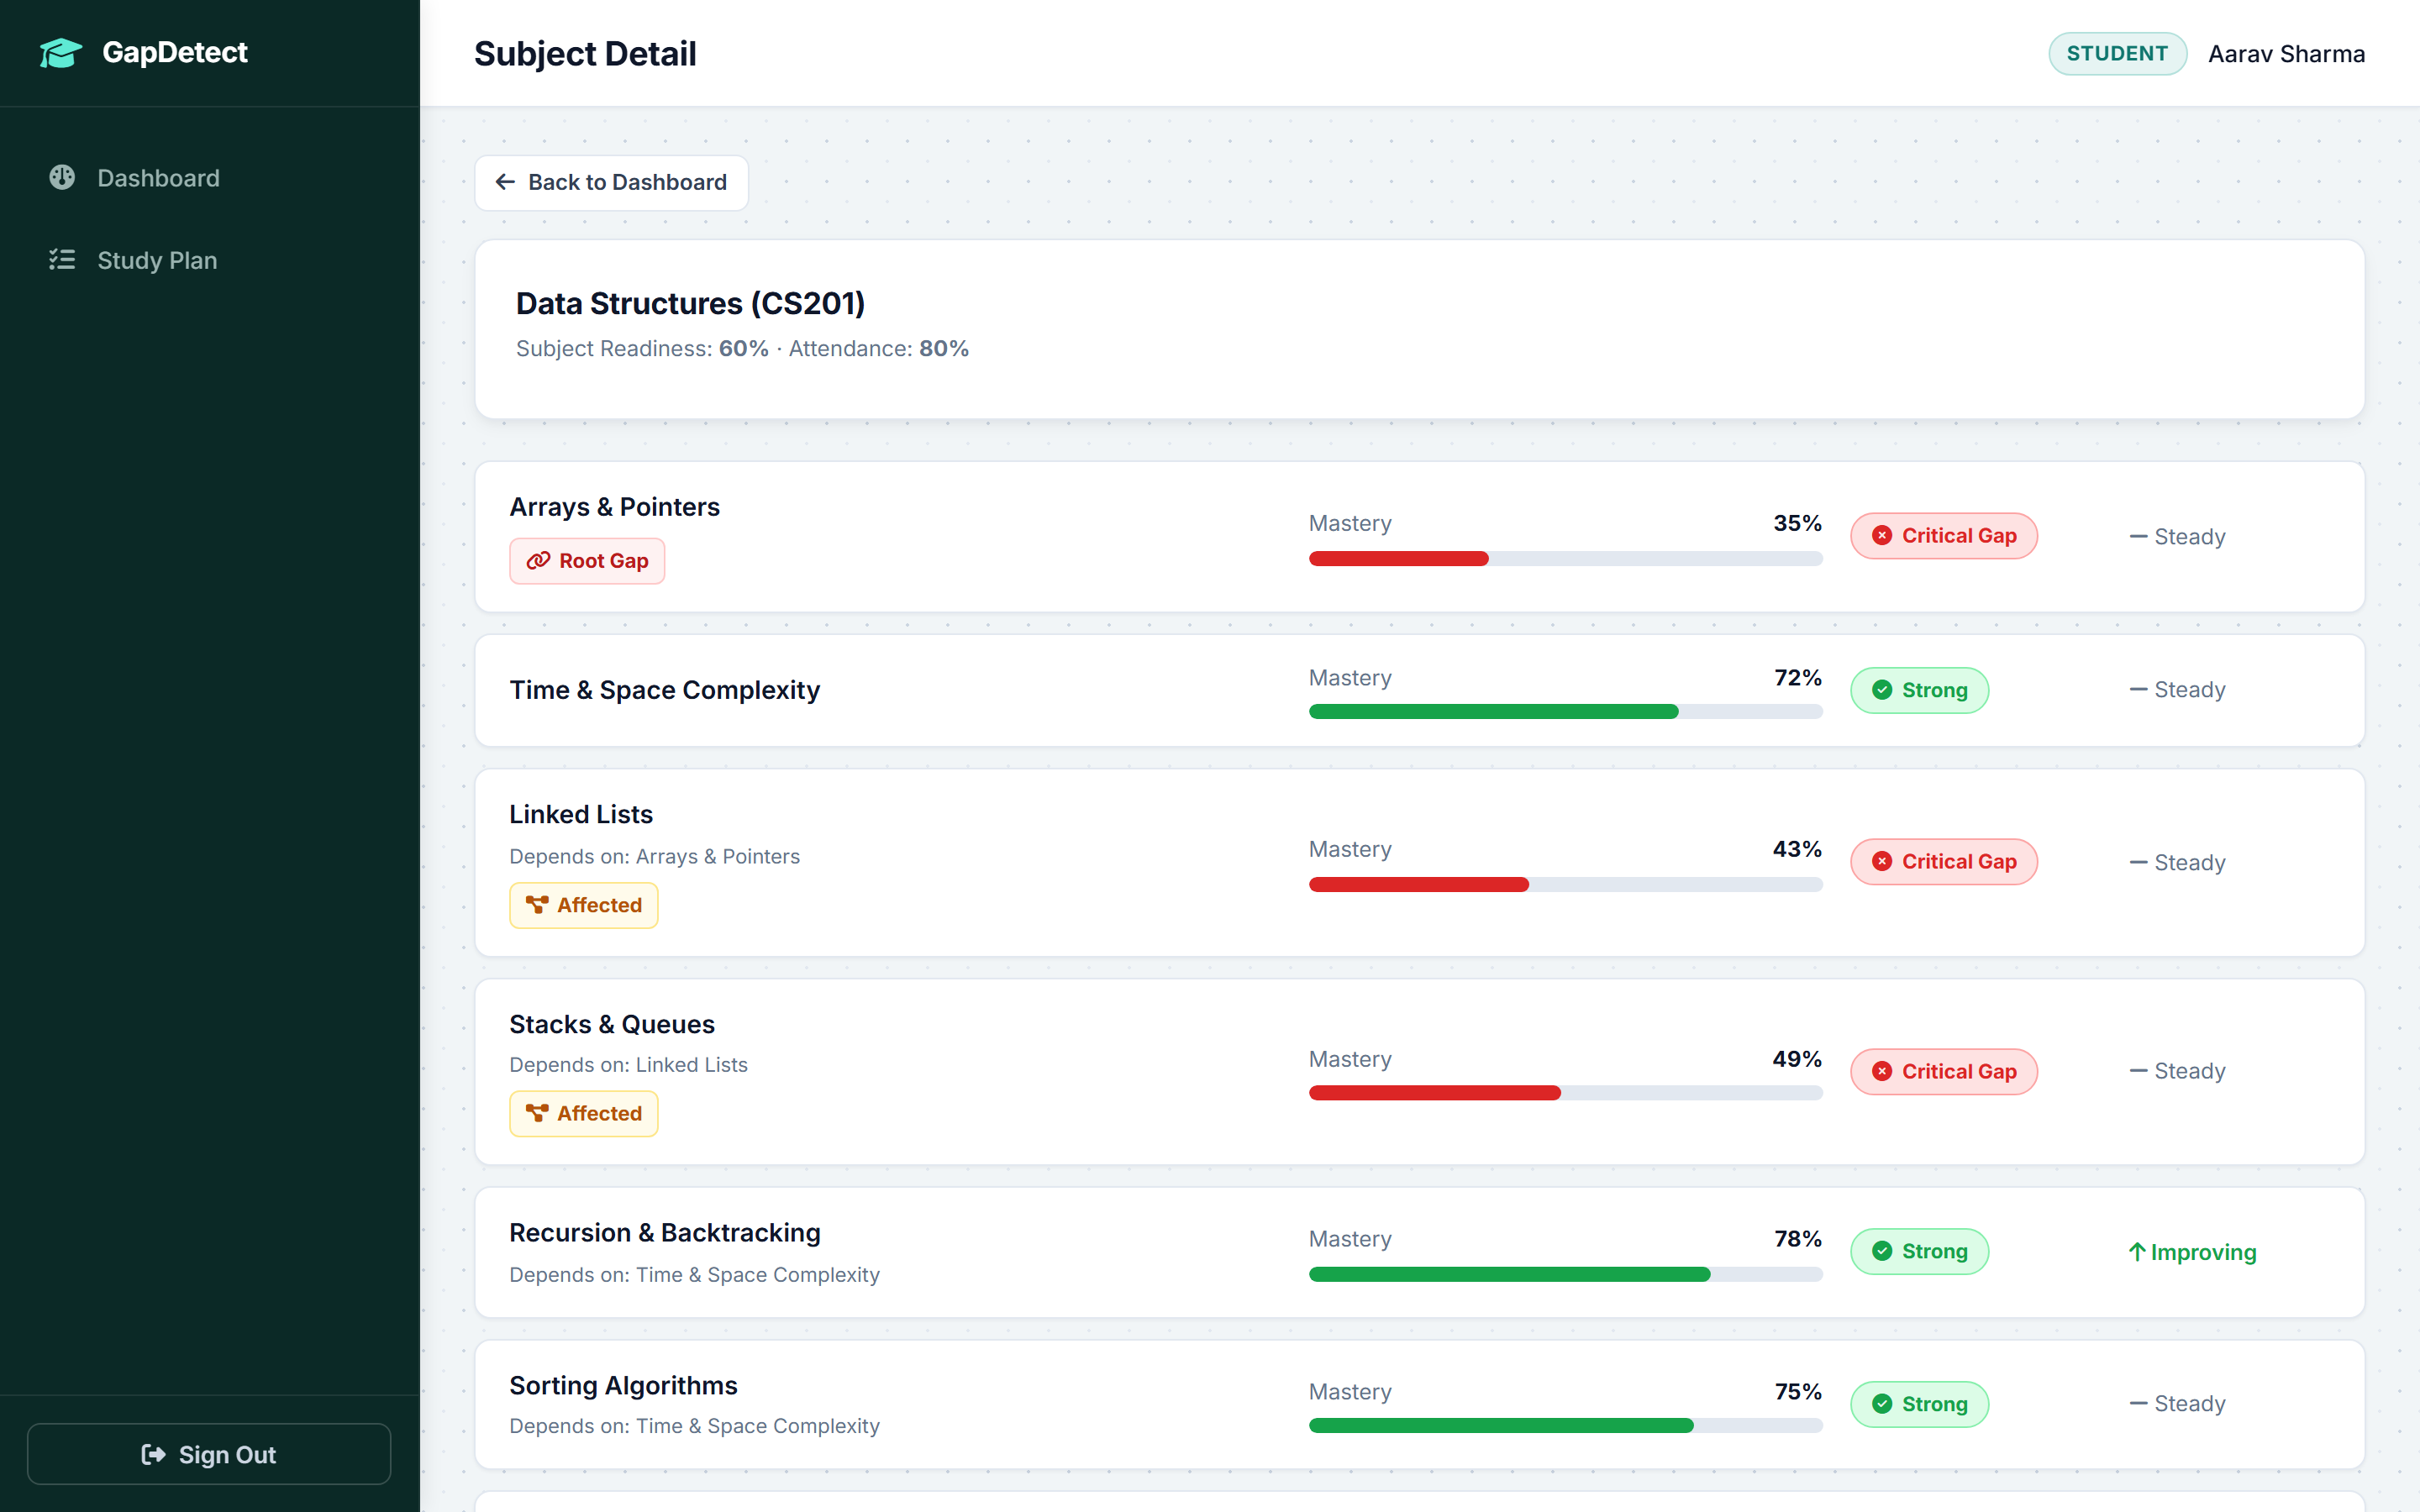 GapDetect
Dashboard
Study Plan
Sign Out
Subject Detail
STUDENT
Aarav Sharma
Back to Dashboard
Data Structures (CS201)
Subject Readiness: 60% · Attendance: 80%
Arrays & Pointers
Root Gap
Mastery 35%
Critical Gap
Steady
Time & Space Complexity
Mastery 72%
Strong
Steady
Linked Lists
Depends on: Arrays & Pointers
Affected
Mastery 43%
Critical Gap
Steady
Stacks & Queues
Depends on: Linked Lists
Affected
Mastery 49%
Critical Gap
Steady
Recursion & Backtracking
Depends on: Time & Space Complexity
Mastery 78%
Strong
Improving
Sorting Algorithms
Depends on: Time & Space Complexity
Mastery 75%
Strong
Steady